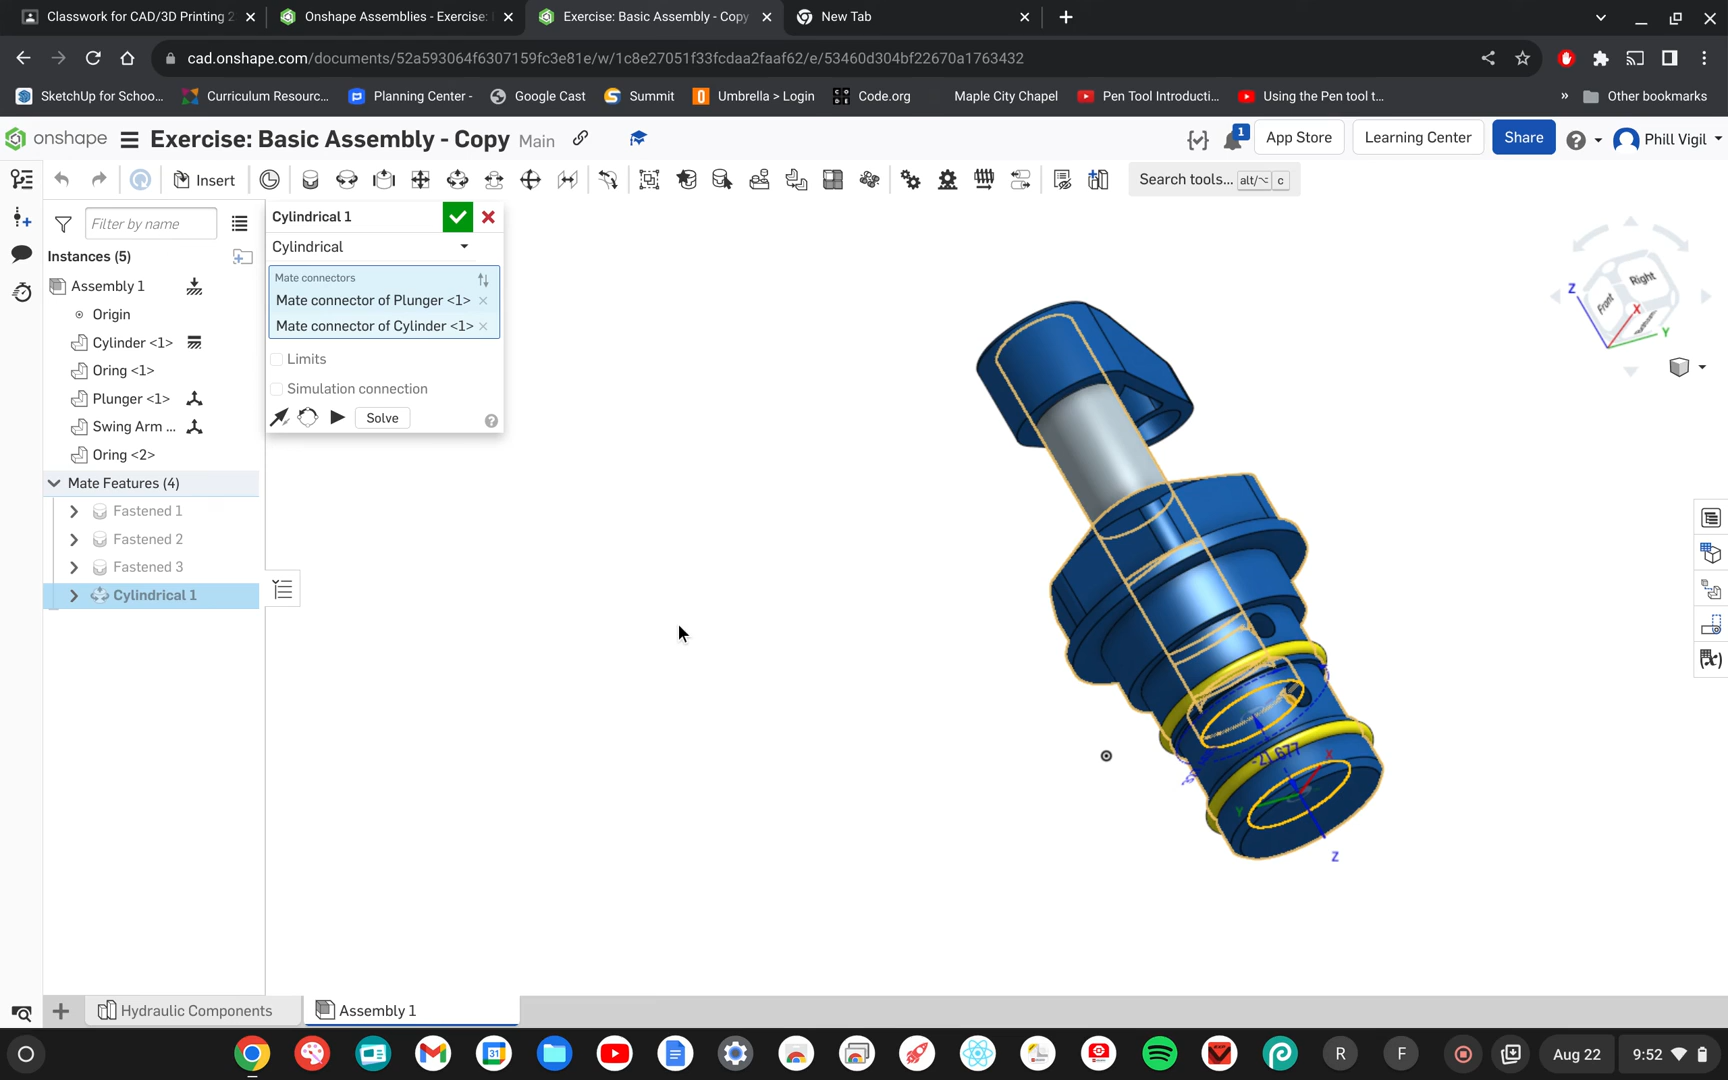 Classwork for CAD/3D Printing 2
Onshape Assemblies - Exercise:
Exercise: Basic Assembly - Copy
New Tab
cad.onshape.com/documents/52a593064f6307159fc3e81e/w/1c8e27051f33fcdaa2faaf62/e/53460d304bf22670a1763432
SketchUp for Schoo...
Curriculum Resourc...
Planning Center -
Google Cast
Summit
Umbrella > Login
Code.org
Maple City Chapel
Pen Tool Introducti...
Using the Pen tool t...
»
Other bookmarks
onshape
Exercise: Basic Assembly - Copy
Main
1
App Store
Learning Center
Share
Phill Vigil
Insert
Search tools... alt/⌥ c
Filter by name
Instances (5)
Assembly 1
Origin
Cylinder <1>
Oring <1>
Plunger <1>
Swing Arm ...
Oring <2>
Mate Features (4)
Fastened 1
Fastened 2
Fastened 3
Cylindrical 1
Cylindrical 1
Cylindrical
Mate connectors
Mate connector of Plunger <1>
Mate connector of Cylinder <1>
Limits
Simulation connection
Solve
Front
Right
Z
X
Y
-21.677
X
Y
Z
Hydraulic Components
Assembly 1
R
F
Aug 22
9:52